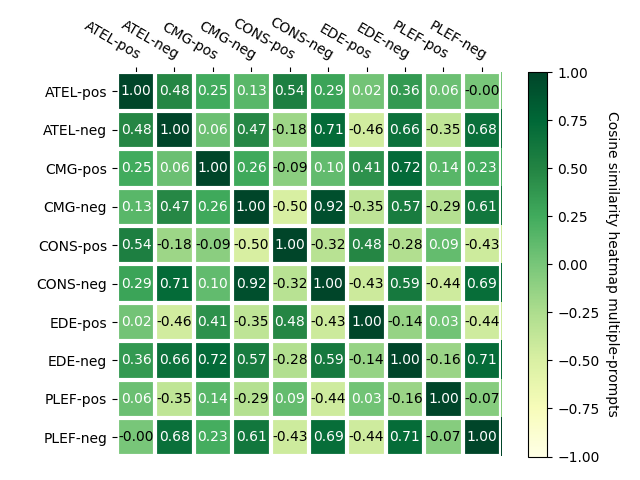 ATEL-pos ATEL-neg CMG-pos CMG-neg CONS-pos CONS-neg EDE-pos EDE-neg PLEF-pos PLEF-neg
ATEL-pos 1.00 0.48 0.25 0.13 0.54 0.29 0.02 0.36 0.06 -0.00
ATEL-neg 0.48 1.00 0.06 0.47 -0.18 0.71 -0.46 0.66 -0.35 0.68
CMG-pos 0.25 0.06 1.00 0.26 -0.09 0.10 0.41 0.72 0.14 0.23
CMG-neg 0.13 0.47 0.26 1.00 -0.50 0.92 -0.35 0.57 -0.29 0.61
CONS-pos 0.54 -0.18 -0.09 -0.50 1.00 -0.32 0.48 -0.28 0.09 -0.43
CONS-neg 0.29 0.71 0.10 0.92 -0.32 1.00 -0.43 0.59 -0.44 0.69
EDE-pos 0.02 -0.46 0.41 -0.35 0.48 -0.43 1.00 -0.14 0.03 -0.44
EDE-neg 0.36 0.66 0.72 0.57 -0.28 0.59 -0.14 1.00 -0.16 0.71
PLEF-pos 0.06 -0.35 0.14 -0.29 0.09 -0.44 0.03 -0.16 1.00 -0.07
PLEF-neg -0.00 0.68 0.23 0.61 -0.43 0.69 -0.44 0.71 -0.07 1.00
1.00
0.75
0.50
0.25
0.00
−0.25
−0.50
−0.75
−1.00
Cosine similarity heatmap multiple-prompts